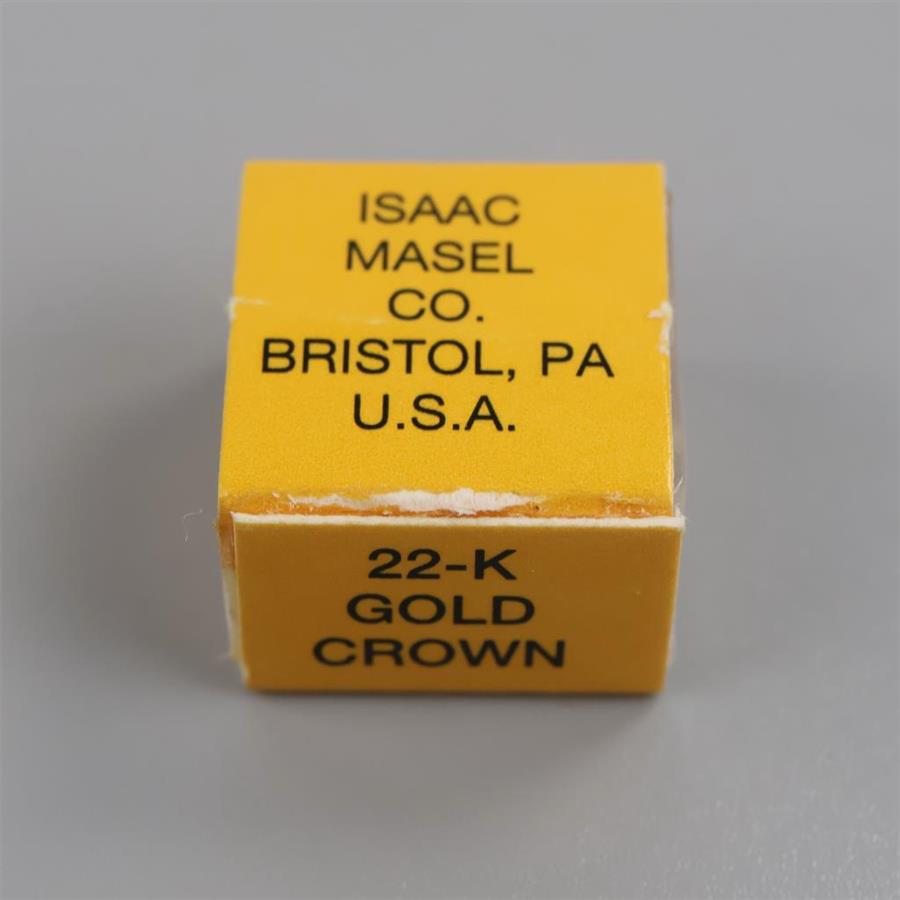 ISAAC
MASEL
CO.
BRISTOL, PA
U.S.A.
22-K
GOLD
CROWN